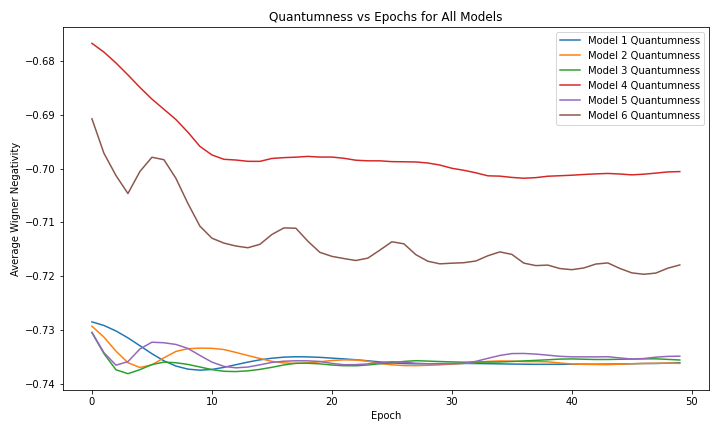 Quantumness vs Epochs for All Models
Model 1 Quantumness
Model 2 Quantumness
Model 3 Quantumness
Model 4 Quantumness
Model 5 Quantumness
Model 6 Quantumness
Average Wigner Negativity
−0.68
−0.69
−0.70
−0.71
−0.72
−0.73
−0.74
0 10 20 30 40 50
Epoch